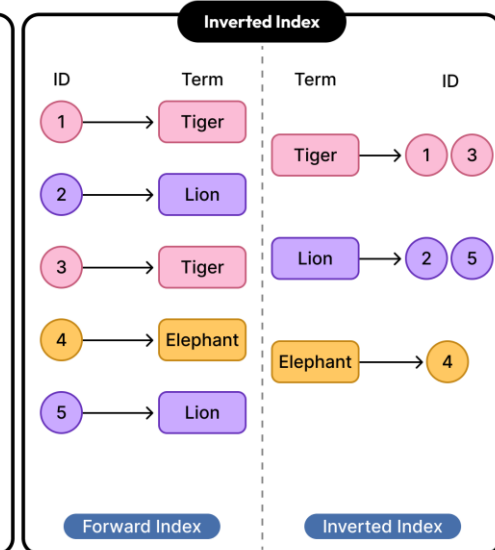 Inverted Index
ID Term
1 Tiger
2 Lion
3 Tiger
4 Elephant
5 Lion
Forward Index
Term ID
Tiger 1 3
Lion 2 5
Elephant 4
Inverted Index